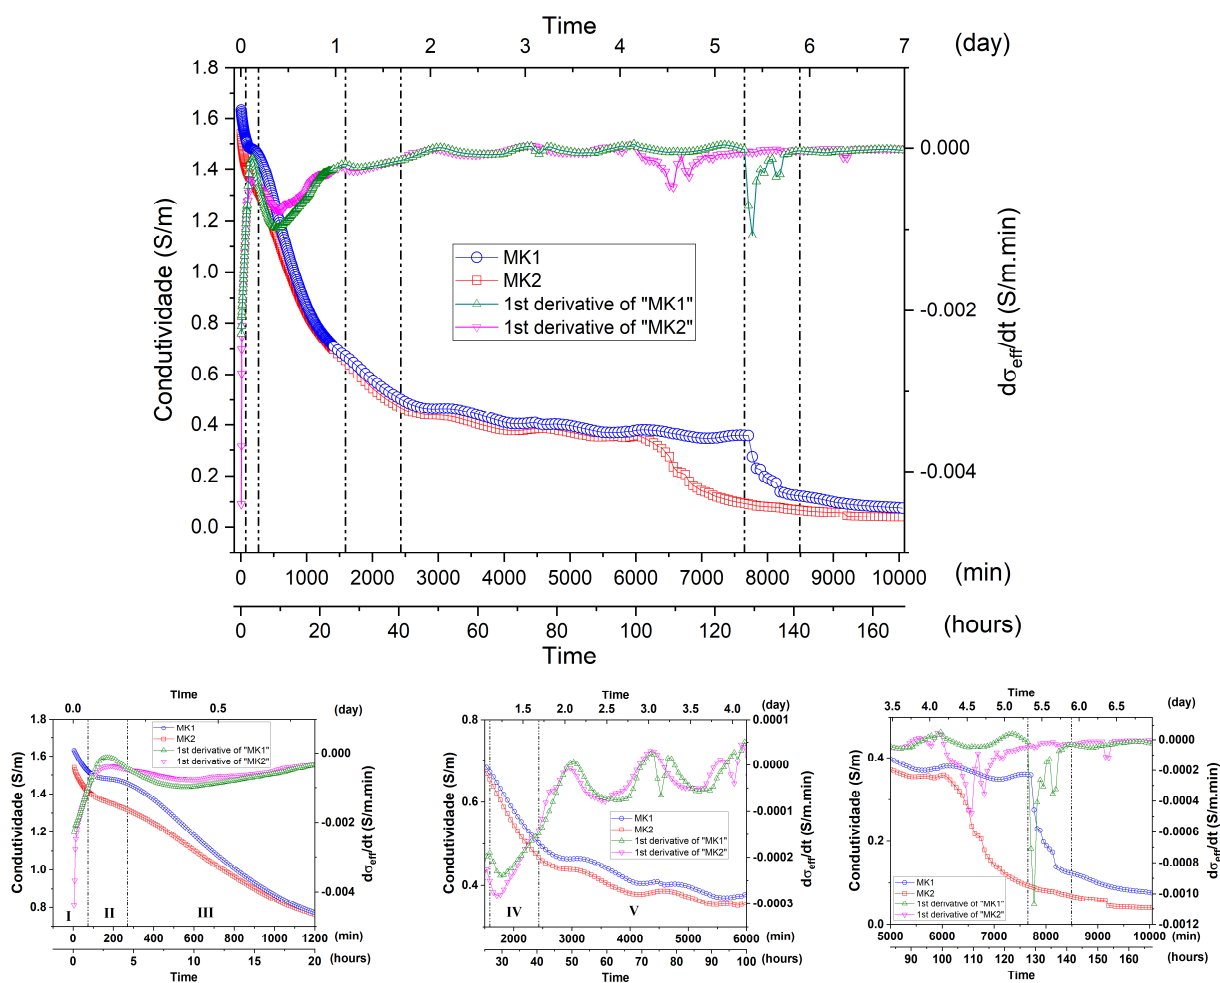 Time
0 1 2 3 4 5 6 7 (day)
1.8
1.6
1.4
1.2
1.0
0.8
0.6
0.4
0.2
0.0
Condutividade (S/m)
0.000
-0.002
-0.004
dσeff/dt (S/m.min)
MK1
MK2
1st derivative of "MK1"
1st derivative of "MK2"
0 1000 2000 3000 4000 5000 6000 7000 8000 9000 10000 (min)
0 20 40 60 80 100 120 140 160 (hours)
Time
Time
0.0 0.5 (day)
1.8
1.6
1.4
1.2
1.0
0.8
Condutividade (S/m)
0.000
-0.002
-0.004
dσeff/dt (S/m.min)
MK1
MK2
1st derivative of "MK1"
1st derivative of "MK2"
I II III
0 200 400 600 800 1000 1200 (min)
0 5 10 15 20 (hours)
Time
Time
1.2 1.7 2.1 2.5 2.9 3.3 3.7 4.1 (day)
0.8
0.6
0.4
Condutividade (S/m)
0.0001
0.0000
-0.0001
-0.0002
-0.0003
dσeff/dt (S/m.min)
MK1
MK2
1st derivative of "MK1"
1st derivative of "MK2"
IV V
2000 3000 4000 5000 6000 (min)
30 40 50 60 70 80 90 100 (hours)
Time
Time
3.5 4.1 4.6 5.1 5.4 5.9 6.5 (day)
0.4
0.2
0.0
Condutividade (S/m)
0.0000
-0.0002
-0.0004
-0.0006
-0.0008
-0.0010
-0.0012
dσeff/dt (S/m.min)
MK1
MK2
1st derivative of "MK1"
1st derivative of "MK2"
5000 6000 7000 8000 9000 10000 (min)
90 100 110 120 130 140 150 160 (hours)
Time